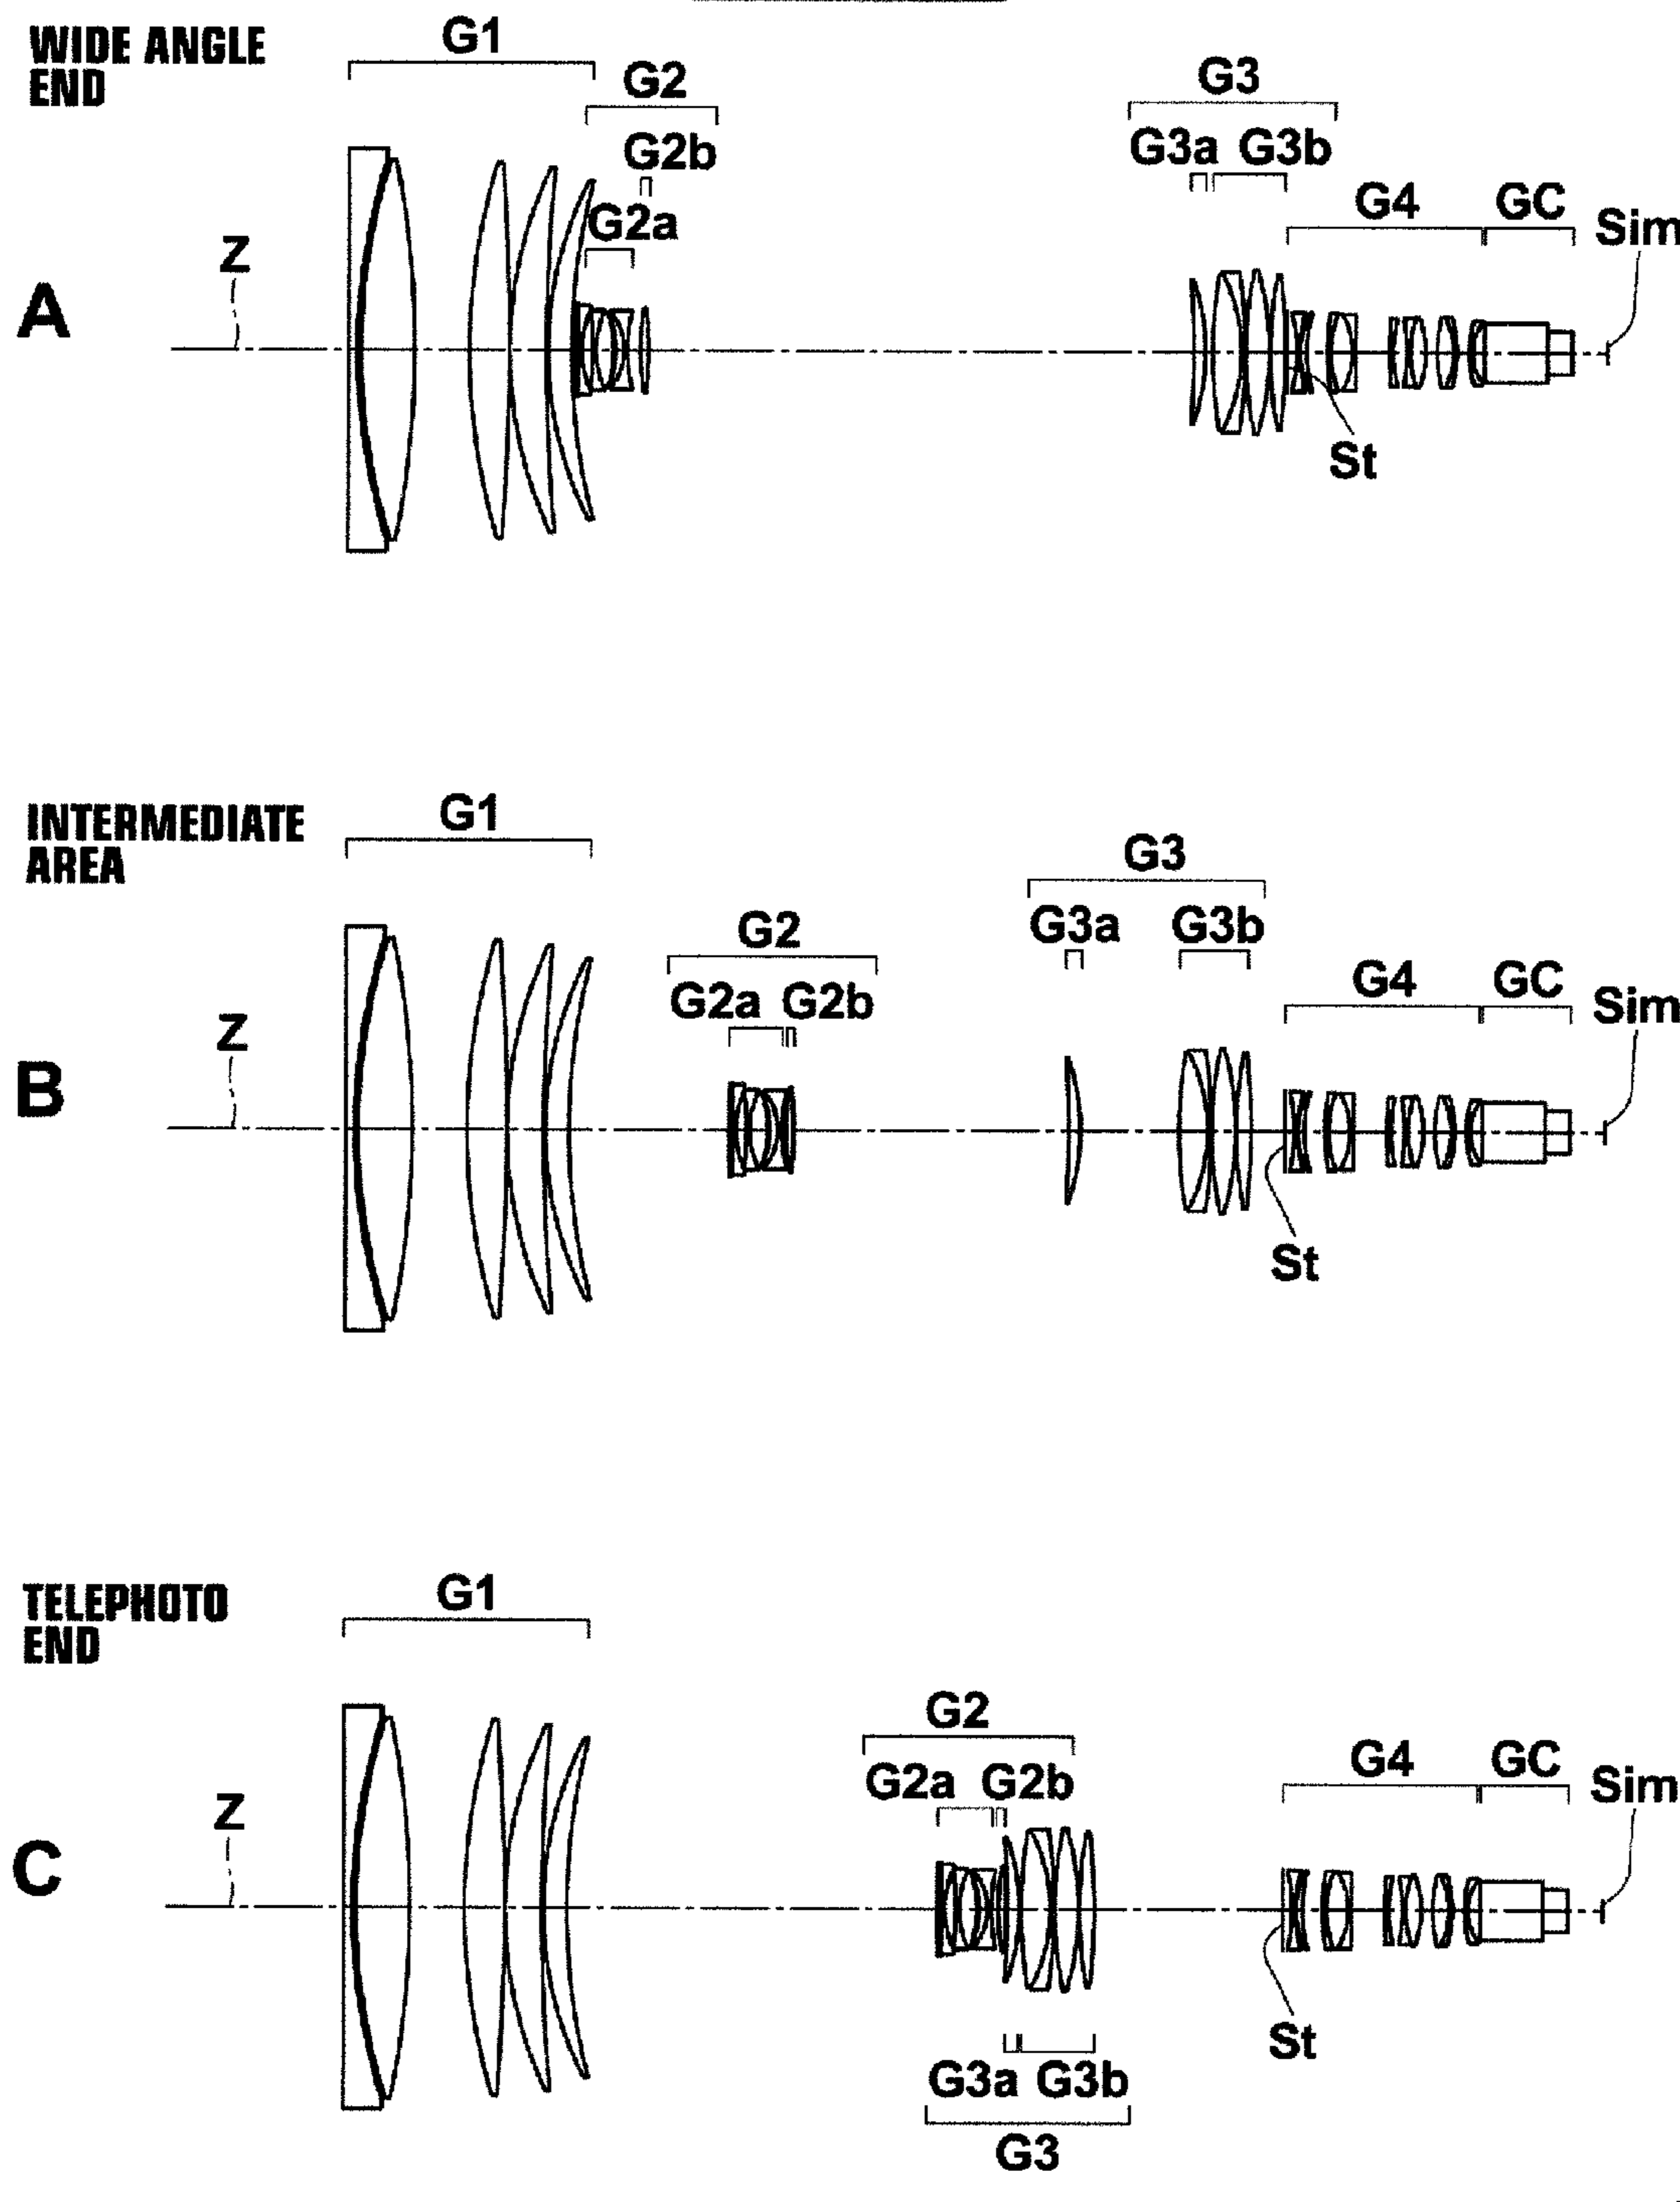 WIDE ANGLE
END
G1
G2
G2b
G2a
G3
G3a G3b
G4
GC
Sim
Z
A
St
INTERMEDIATE
AREA
G1
G2
G2a G2b
G3
G3a G3b
G4
GC
Sim
Z
B
St
TELEPHOTO
END
G1
G2
G2a G2b
G4
GC
Sim
Z
C
St
G3a G3b
G3